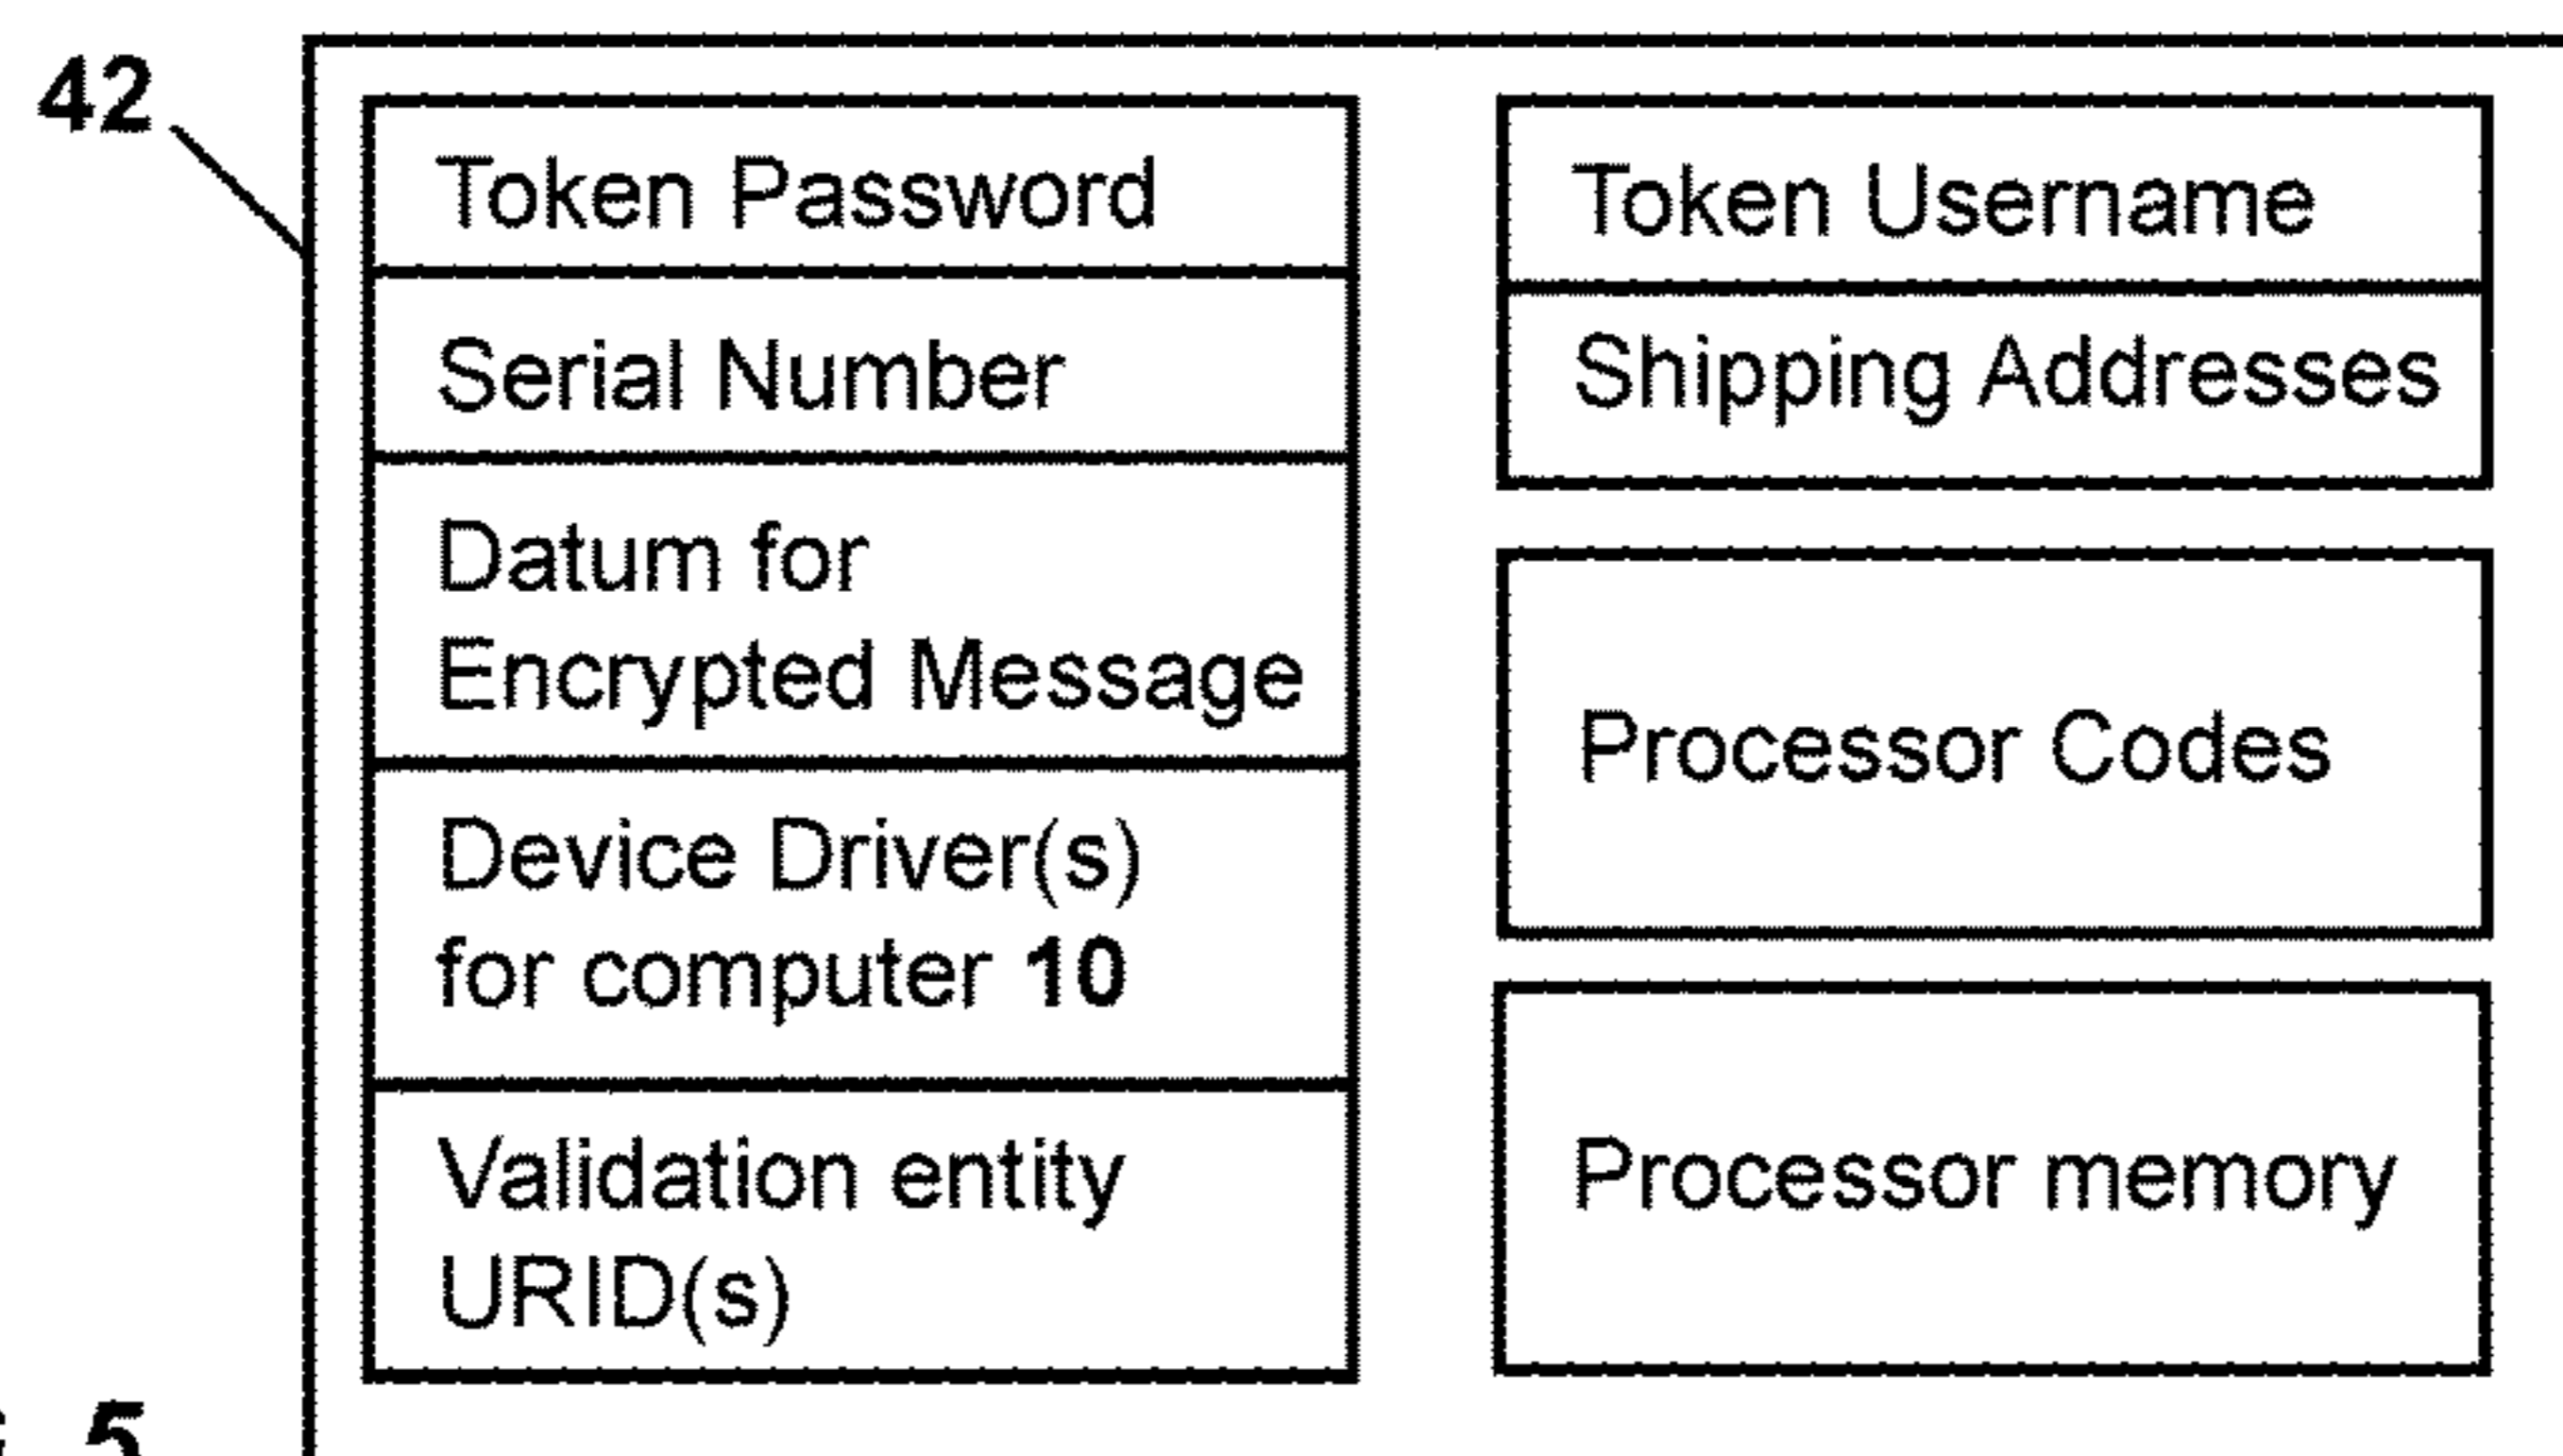 42
Token Password
Serial Number
Datum for
Encrypted Message
Device Driver(s)
for computer 10
Validation entity
URID(s)
Token Username
Shipping Addresses
Processor Codes
Processor memory
5